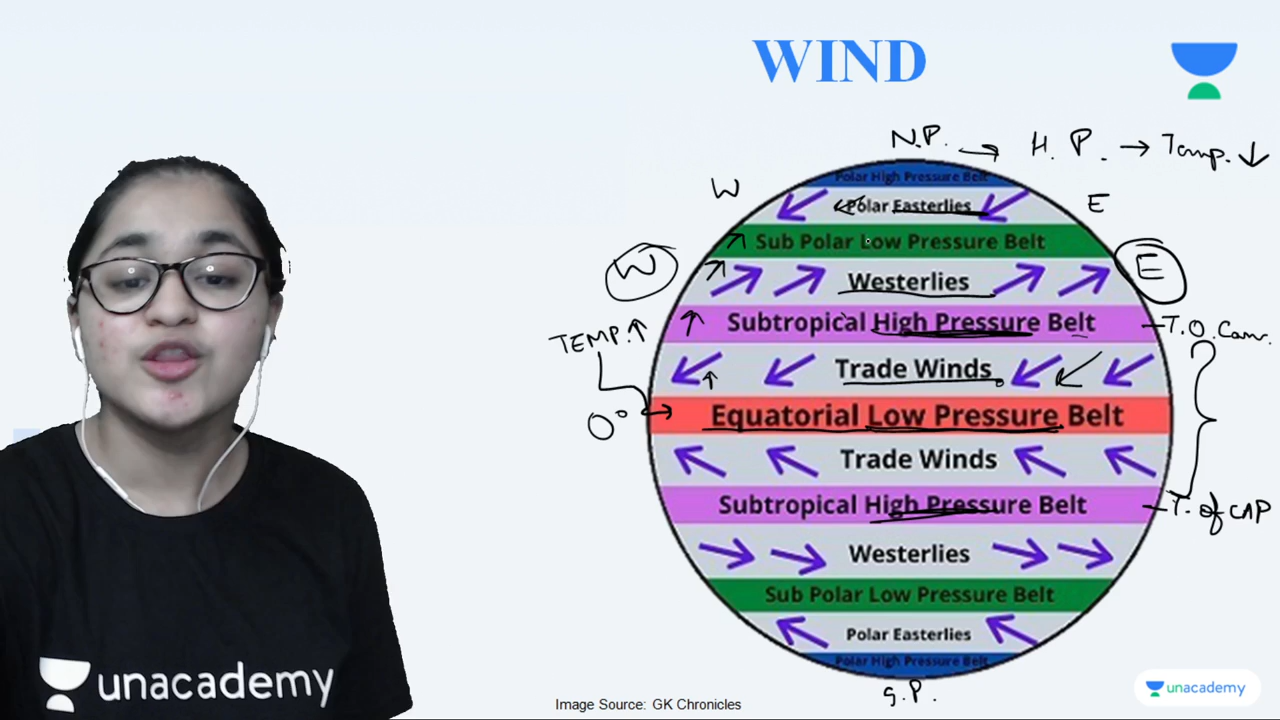 WIND
N.P. → H. P. → Temp. ↓
W
E
Polar High Pressure Belt
Polar Easterlies
Sub Polar Low Pressure Belt
W
E
Westerlies
Subtropical High Pressure Belt
T.O. Can.
TEMP. ↑
Trade Winds
0°
Equatorial Low Pressure Belt
Trade Winds
Subtropical High Pressure Belt
T. of CAP
Westerlies
Sub Polar Low Pressure Belt
Polar Easterlies
Polar High Pressure Belt
S.P.
unacademy
unacademy
Image Source: GK Chronicles